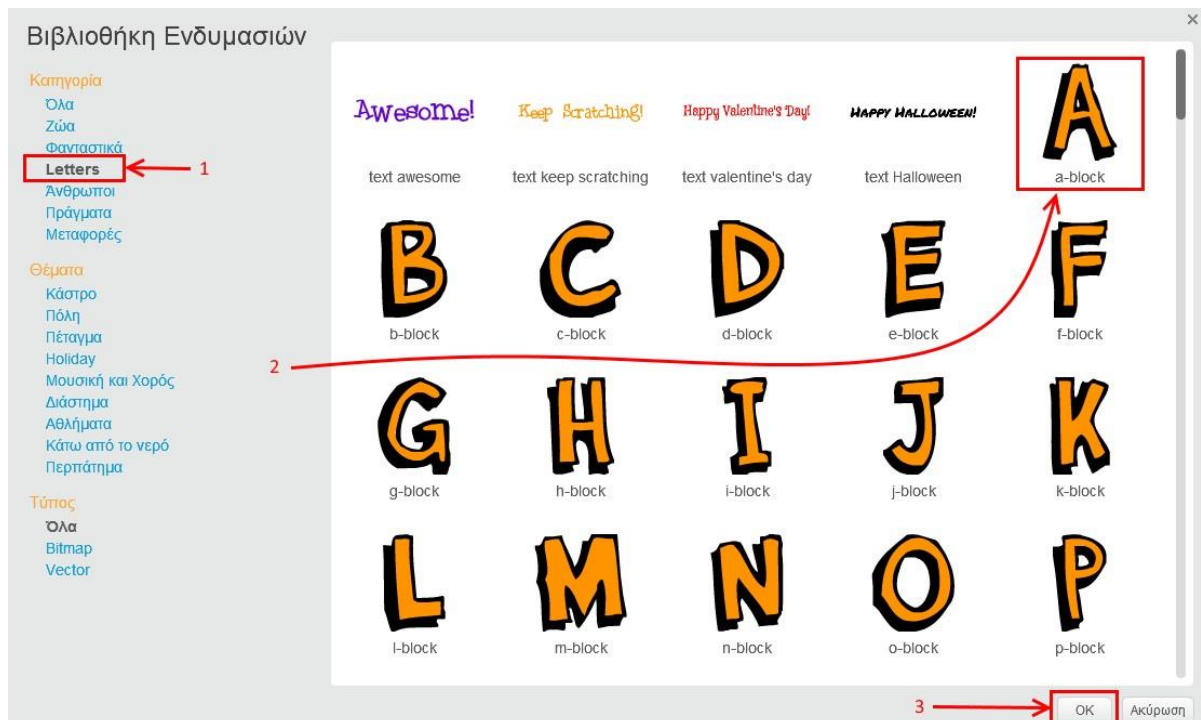 Βιβλιοθήκη Ενδυμασιών
×
Κατηγορία
Όλα
Ζώα
Φανταστικά
Letters
1
Άνθρωποι
Πράγματα
Μεταφορές
Θέματα
Κάστρο
Πόλη
Πέταγμα
Holiday
Μουσική και Χορός
Διάστημα
Αθλήματα
Κάτω από το νερό
Περπάτημα
Τύπος
Όλα
Bitmap
Vector
2
Awesome! Keep Scratching! Happy Valentine's Day! HAPPY HALLOWEEN! A
text awesome text keep scratching text valentine's day text Halloween a-block
B C D E F
b-block c-block d-block e-block f-block
G H I J K
g-block h-block i-block j-block k-block
L M N O P
l-block m-block n-block o-block p-block
3
OK Ακύρωση